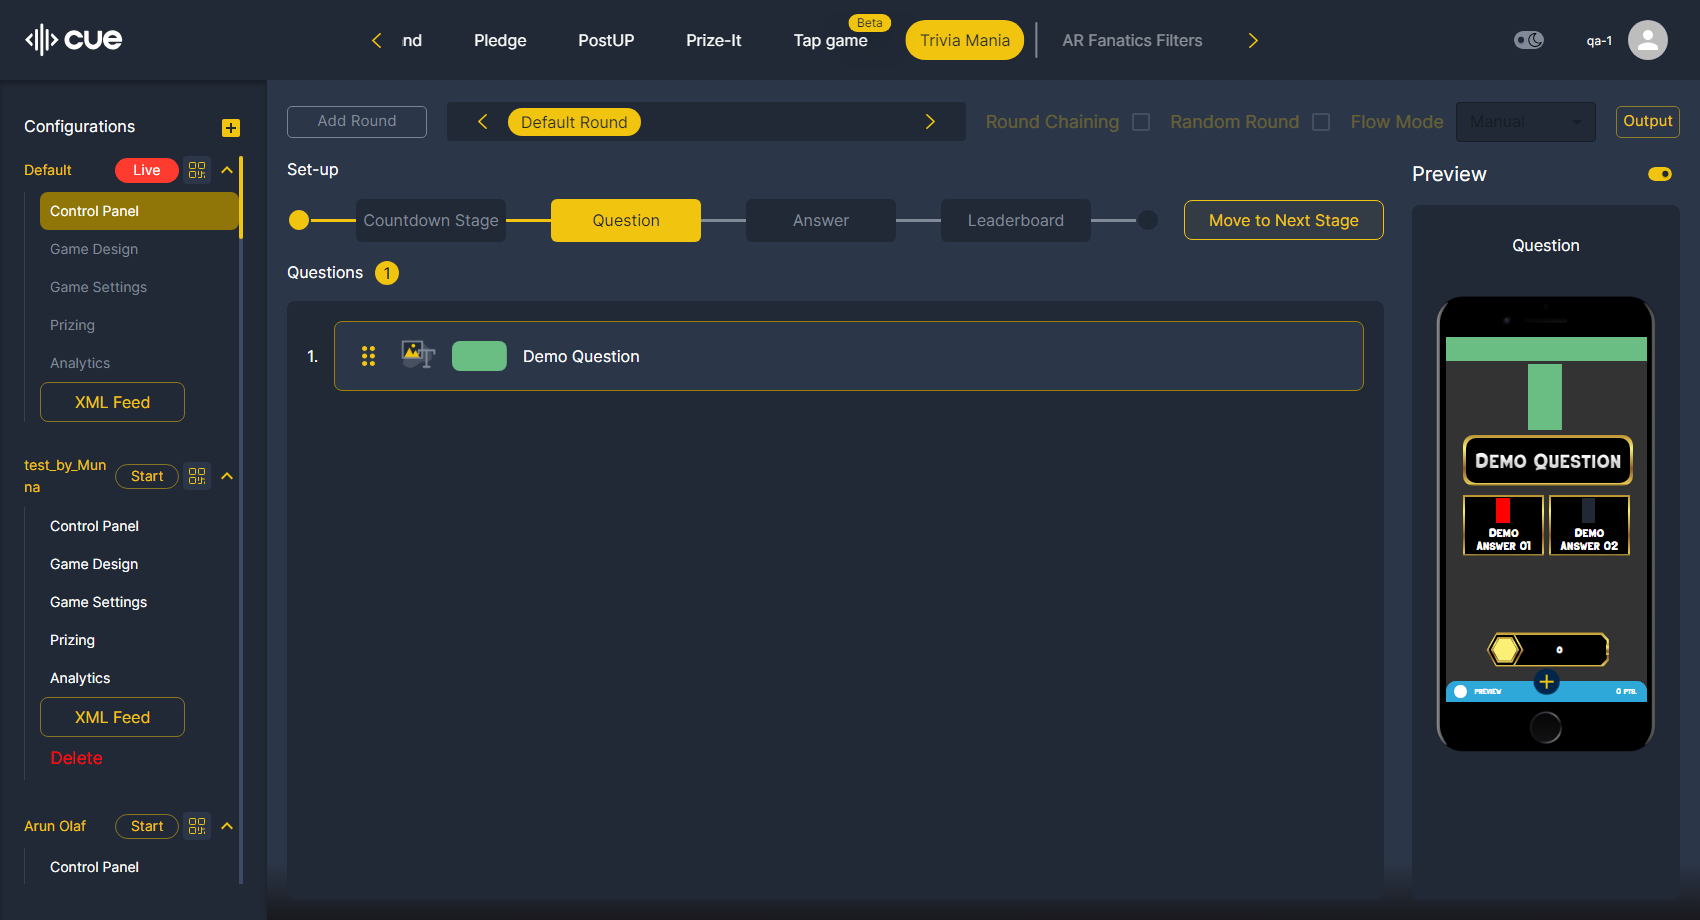 cue
nd
Pledge
PostUP
Prize-It
Tap game
Beta
Trivia Mania
AR Fanatics Filters
qa-1
Configurations
Default
Live
Control Panel
Game Design
Game Settings
Prizing
Analytics
XML Feed
test_by_Mun
na
Start
Control Panel
Game Design
Game Settings
Prizing
Analytics
XML Feed
Delete
Arun Olaf
Start
Control Panel
Add Round
Default Round
Round Chaining
Random Round
Flow Mode
Manual
Output
Set-up
Countdown Stage
Question
Answer
Leaderboard
Move to Next Stage
Questions 1
1.
Demo Question
Preview
Question
Demo Question
Demo
Answer 01
Demo
Answer 02
0
PREVIEW
0 PTS.